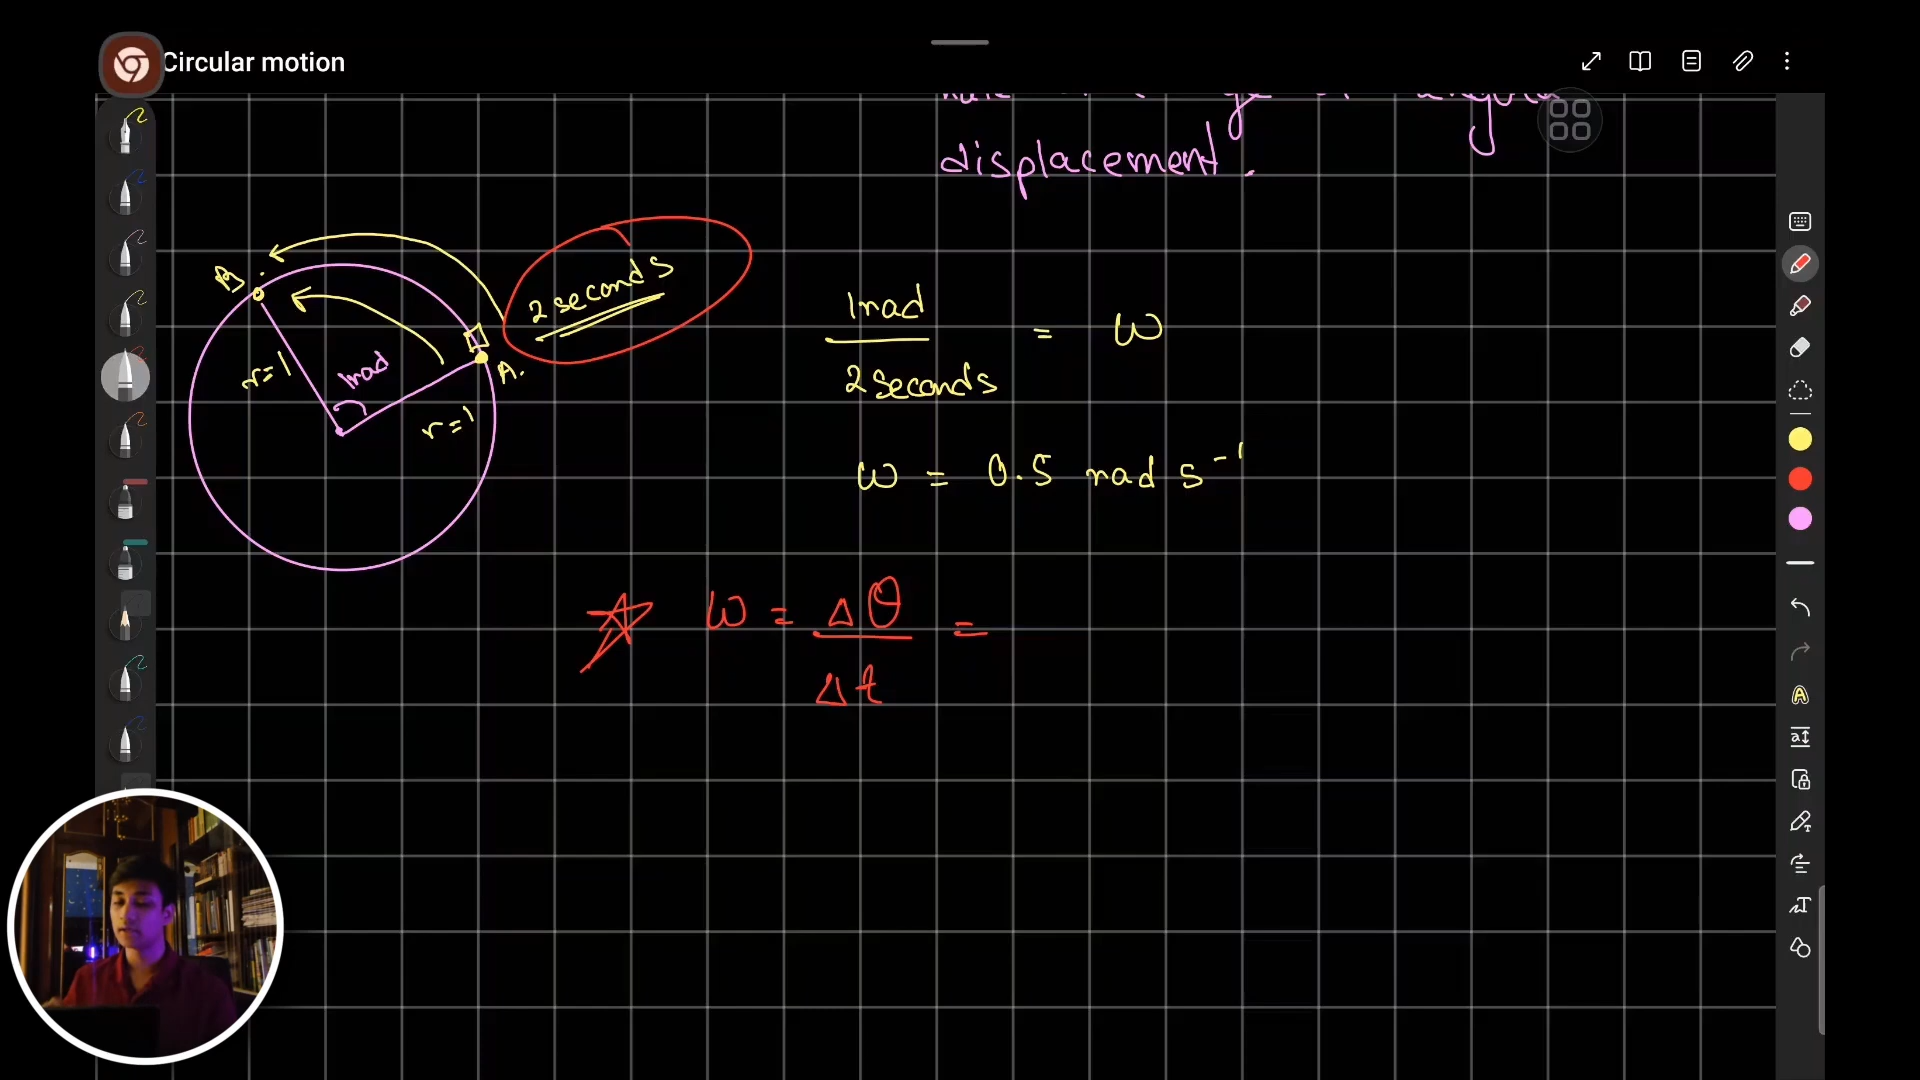 Circular motion
displacement.
B
2 seconds
1rad
= ω
2 seconds
r=1
1rad
A.
r=1
ω = 0.5 rad s⁻¹
ω = Δθ =
Δt